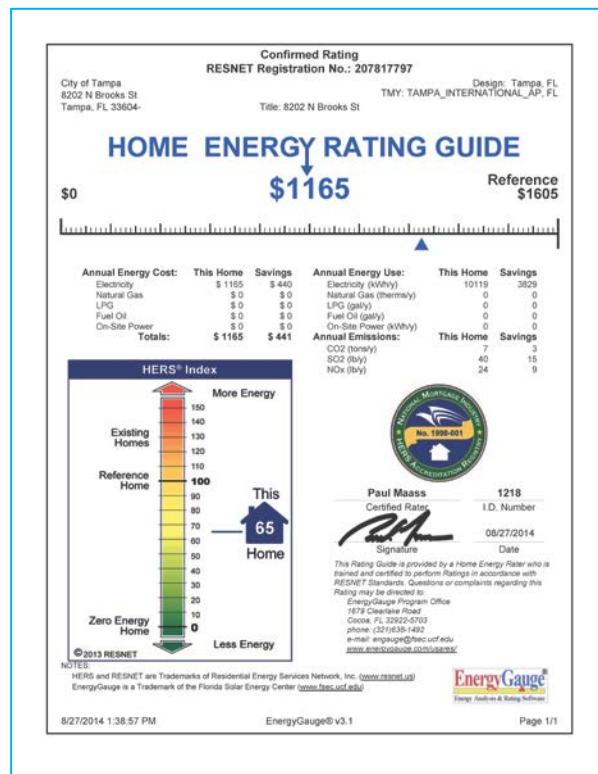 Confirmed Rating
RESNET Registration No.: 207817797
City of Tampa
8202 N Brooks St
Tampa, FL 33604-
Title: 8202 N Brooks St
Design: Tampa, FL
TMY: TAMPA_INTERNATIONAL_AP, FL
HOME ENERGY RATING GUIDE
$0
$1165
Reference
$1605
Annual Energy Cost: This Home Savings
Electricity $ 1165 $ 440
Natural Gas $ 0 $ 0
LPG $ 0 $ 0
Fuel Oil $ 0 $ 0
On-Site Power $ 0 $ 0
Totals: $ 1165 $ 441
Annual Energy Use: This Home Savings
Electricity (kWh/y) 10119 3829
Natural Gas (therms/y) 0 0
LPG (gal/y) 0 0
Fuel Oil (gal/y) 0 0
On-Site Power (kWh/y) 0 0
Annual Emissions: This Home Savings
CO2 (tons/y) 7 3
SO2 (lb/y) 40 15
NOx (lb/y) 24 9
HERS® Index
More Energy
150
140
Existing
Homes
130
120
110
Reference
Home
100
90
80
70
60
50
40
30
20
10
Zero Energy
Home
0
Less Energy
This
65
Home
©2013 RESNET
NATIONAL MORTGAGE INDUSTRY
No. 1998-001
HERS ACCREDITATION REGISTRY
Paul Maass 1218
Certified Rater I.D. Number
08/27/2014
Signature Date
This Rating Guide is provided by a Home Energy Rater who is
trained and certified to perform Ratings in accordance with
RESNET Standards. Questions or complaints regarding this
Rating may be directed to:
EnergyGauge Program Office
1679 Clearlake Road
Cocoa, FL 32922-5703
phone: (321)638-1492
e-mail: engauge@fsec.ucf.edu
www.energygauge.com/usares/
NOTES:
HERS and RESNET are Trademarks of Residential Energy Services Network, Inc. (www.resnet.us)
EnergyGauge is a Trademark of the Florida Solar Energy Center (www.fsec.ucf.edu)
EnergyGauge®
Energy Analysis & Rating Software
8/27/2014 1:38:57 PM EnergyGauge® v3.1 Page 1/1